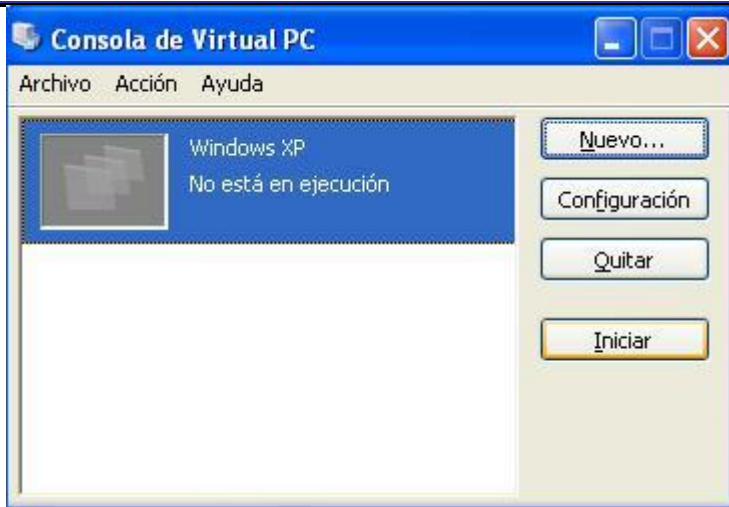 Consola de Virtual PC
Archivo Acción Ayuda
Windows XP
No está en ejecución
Nuevo...
Configuración
Quitar
Iniciar